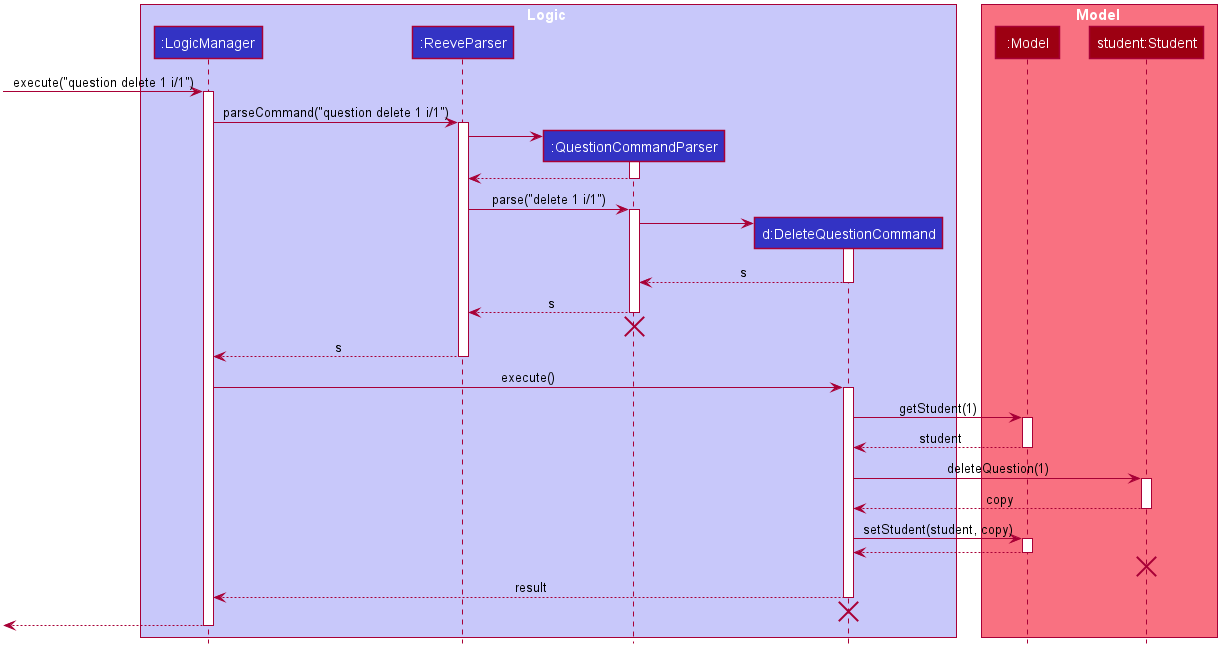 Logic
Model
:LogicManager
:ReeveParser
:Model
student:Student
execute("question delete 1 i/1")
parseCommand("question delete 1 i/1")
:QuestionCommandParser
parse("delete 1 i/1")
d:DeleteQuestionCommand
s
s
s
execute()
getStudent(1)
student
deleteQuestion(1)
copy
setStudent(student, copy)
result